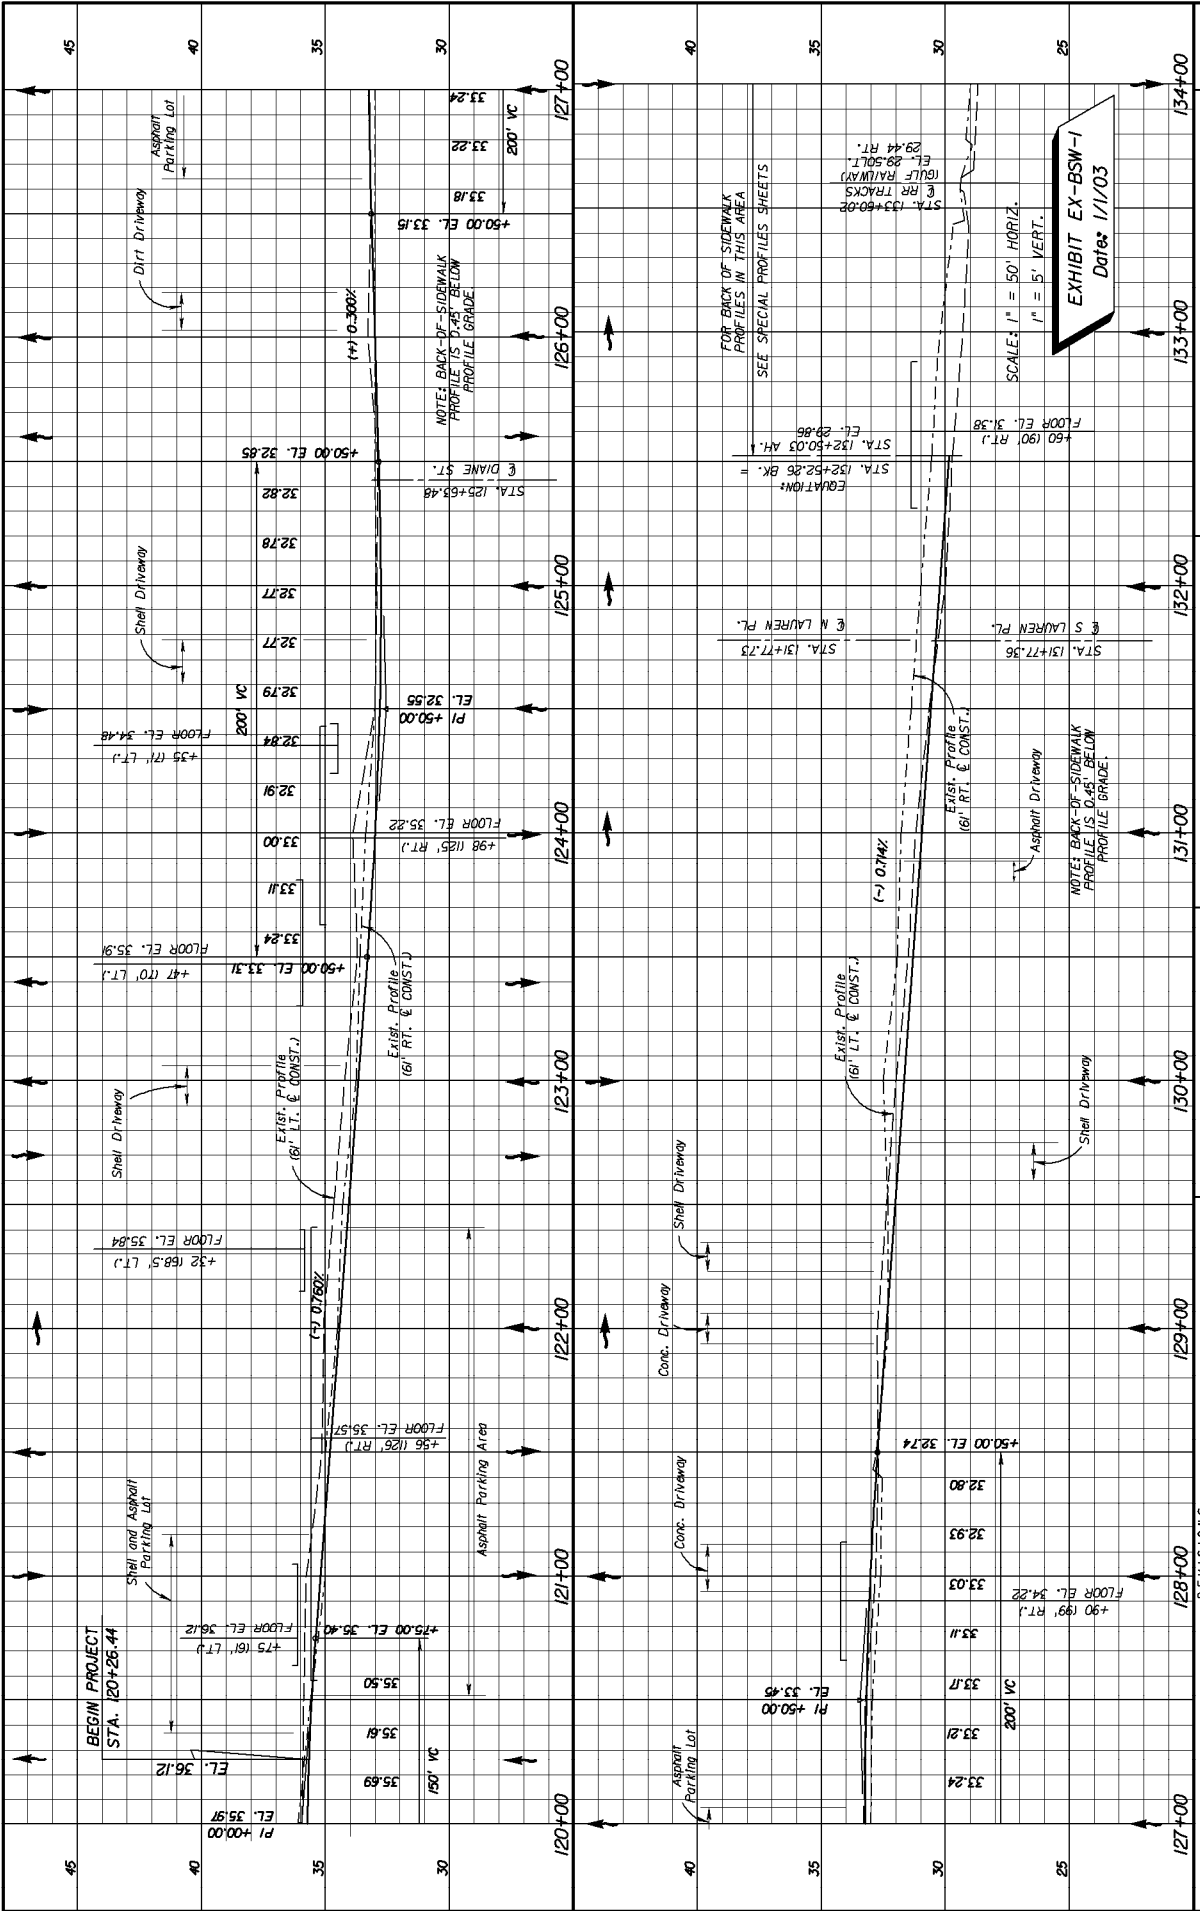 BEGIN PROJECT
STA. 120+26.44
EL. 36.12
PI +00.00
EL. 35.97
150' VC
35.69
35.61
35.50
+75.00 EL. 35.40
+75 (61' LT.)
FLOOR EL. 36.12
Shell and Asphalt
Parking Lot
Asphalt Parking Area
+56 (126' RT.)
FLOOR EL. 35.57
(-) 0.760%
+32 (68.5' LT.)
FLOOR EL. 35.84
Exist. Profile
(61' LT. ℄ CONST.)
Shell Driveway
Exist. Profile
(61' RT. ℄ CONST.)
+47 (70' LT.)
FLOOR EL. 35.91
+50.00 EL. 33.31
33.24
33.11
33.00
32.91
32.84
32.79
32.77
32.77
32.78
32.82
200' VC
+98 (125' RT.)
FLOOR EL. 35.22
+35 (71' LT.)
FLOOR EL. 34.48
PI +50.00
EL. 32.55
Shell Driveway
STA. 125+63.48
℄ DIANE ST.
+50.00 EL. 32.85
NOTE: BACK-OF-SIDEWALK
PROFILE IS 0.45' BELOW
PROFILE GRADE.
(+) 0.300%
Dirt Driveway
Asphalt
Parking Lot
+50.00 EL. 33.15
33.18
33.22
33.24
200' VC
45
40
35
30
45
40
35
30
120+00
121+00
122+00
123+00
124+00
125+00
126+00
127+00
Asphalt
Parking Lot
33.24
33.21
33.17
33.11
33.03
32.93
32.80
200' VC
PI +50.00
EL. 33.45
+90 (99' RT.)
FLOOR EL. 34.22
Conc. Driveway
+50.00 EL. 32.74
Conc. Driveway
Shell Driveway
Shell Driveway
Exist. Profile
(61' LT. ℄ CONST.)
(-) 0.714%
Asphalt Driveway
NOTE: BACK-OF-SIDEWALK
PROFILE IS 0.45' BELOW
PROFILE GRADE.
Exist. Profile
(61' RT. ℄ CONST.)
STA. 131+77.73
℄ N LAUREN PL.
STA. 131+77.36
℄ S LAUREN PL.
EQUATION:
STA. 132+52.26 BK. =
STA. 132+50.03 AH.
EL. 29.86
+60 (90' RT.)
FLOOR EL. 31.38
FOR BACK OF SIDEWALK
PROFILES IN THIS AREA
SEE SPECIAL PROFILES SHEETS
STA. 133+60.02
℄ RR TRACKS
(GULF RAILWAY)
EL. 29.50LT.
29.44 RT.
SCALE: 1" = 50' HORIZ.
1" = 5' VERT.
EXHIBIT EX-BSW-1
Date: 1/1/03
40
35
30
25
40
35
30
25
127+00
128+00
129+00
130+00
131+00
132+00
133+00
134+00